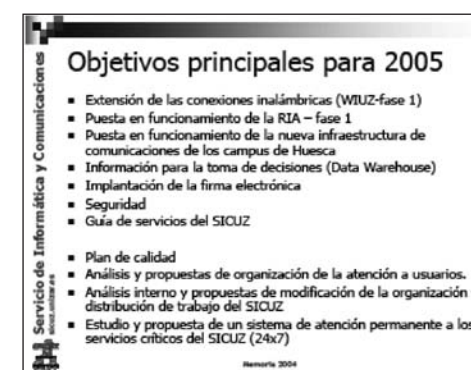 Objetivos principales para 2005
▪ Extensión de las conexiones inalámbricas (WIUZ-fase 1)
▪ Puesta en funcionamiento de la RIA – fase 1
▪ Puesta en funcionamiento de la nueva infraestructura de
comunicaciones de los campus de Huesca
▪ Información para la toma de decisiones (Data Warehouse)
▪ Implantación de la firma electrónica
▪ Seguridad
▪ Guía de servicios del SICUZ
▪ Plan de calidad
▪ Análisis y propuestas de organización de la atención a usuarios.
▪ Análisis interno y propuestas de modificación de la organización
distribución de trabajo del SICUZ
▪ Estudio y propuesta de un sistema de atención permanente a los
servicios críticos del SICUZ (24x7)
Servicio de Informática y Comunicaciones
sicuz.unizar.es
Memoria 2004